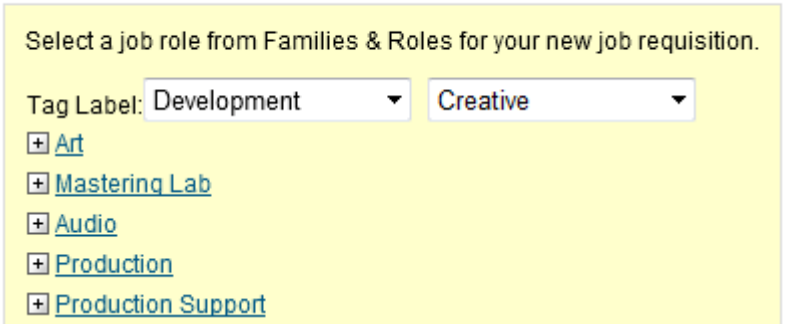 Select a job role from Families & Roles for your new job requisition.
Tag Label: Development Creative
Art
Mastering Lab
Audio
Production
Production Support